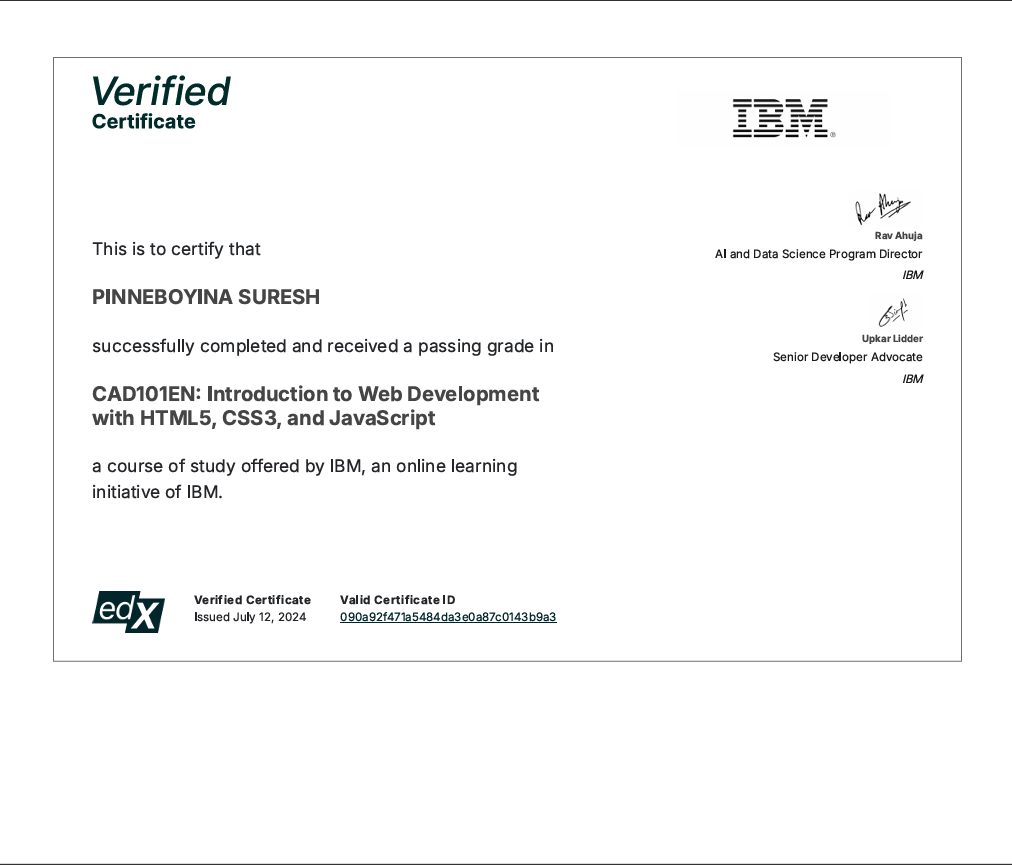 Verified
Certificate
IBM
Rav Ahuja
AI and Data Science Program Director
IBM
Upkar Lidder
Senior Developer Advocate
IBM
This is to certify that
PINNEBOYINA SURESH
successfully completed and received a passing grade in
CAD101EN: Introduction to Web Development
with HTML5, CSS3, and JavaScript
a course of study offered by IBM, an online learning
initiative of IBM.
edX
Verified Certificate
Issued July 12, 2024
Valid Certificate ID
090a92f471a5484da3e0a87c0143b9a3